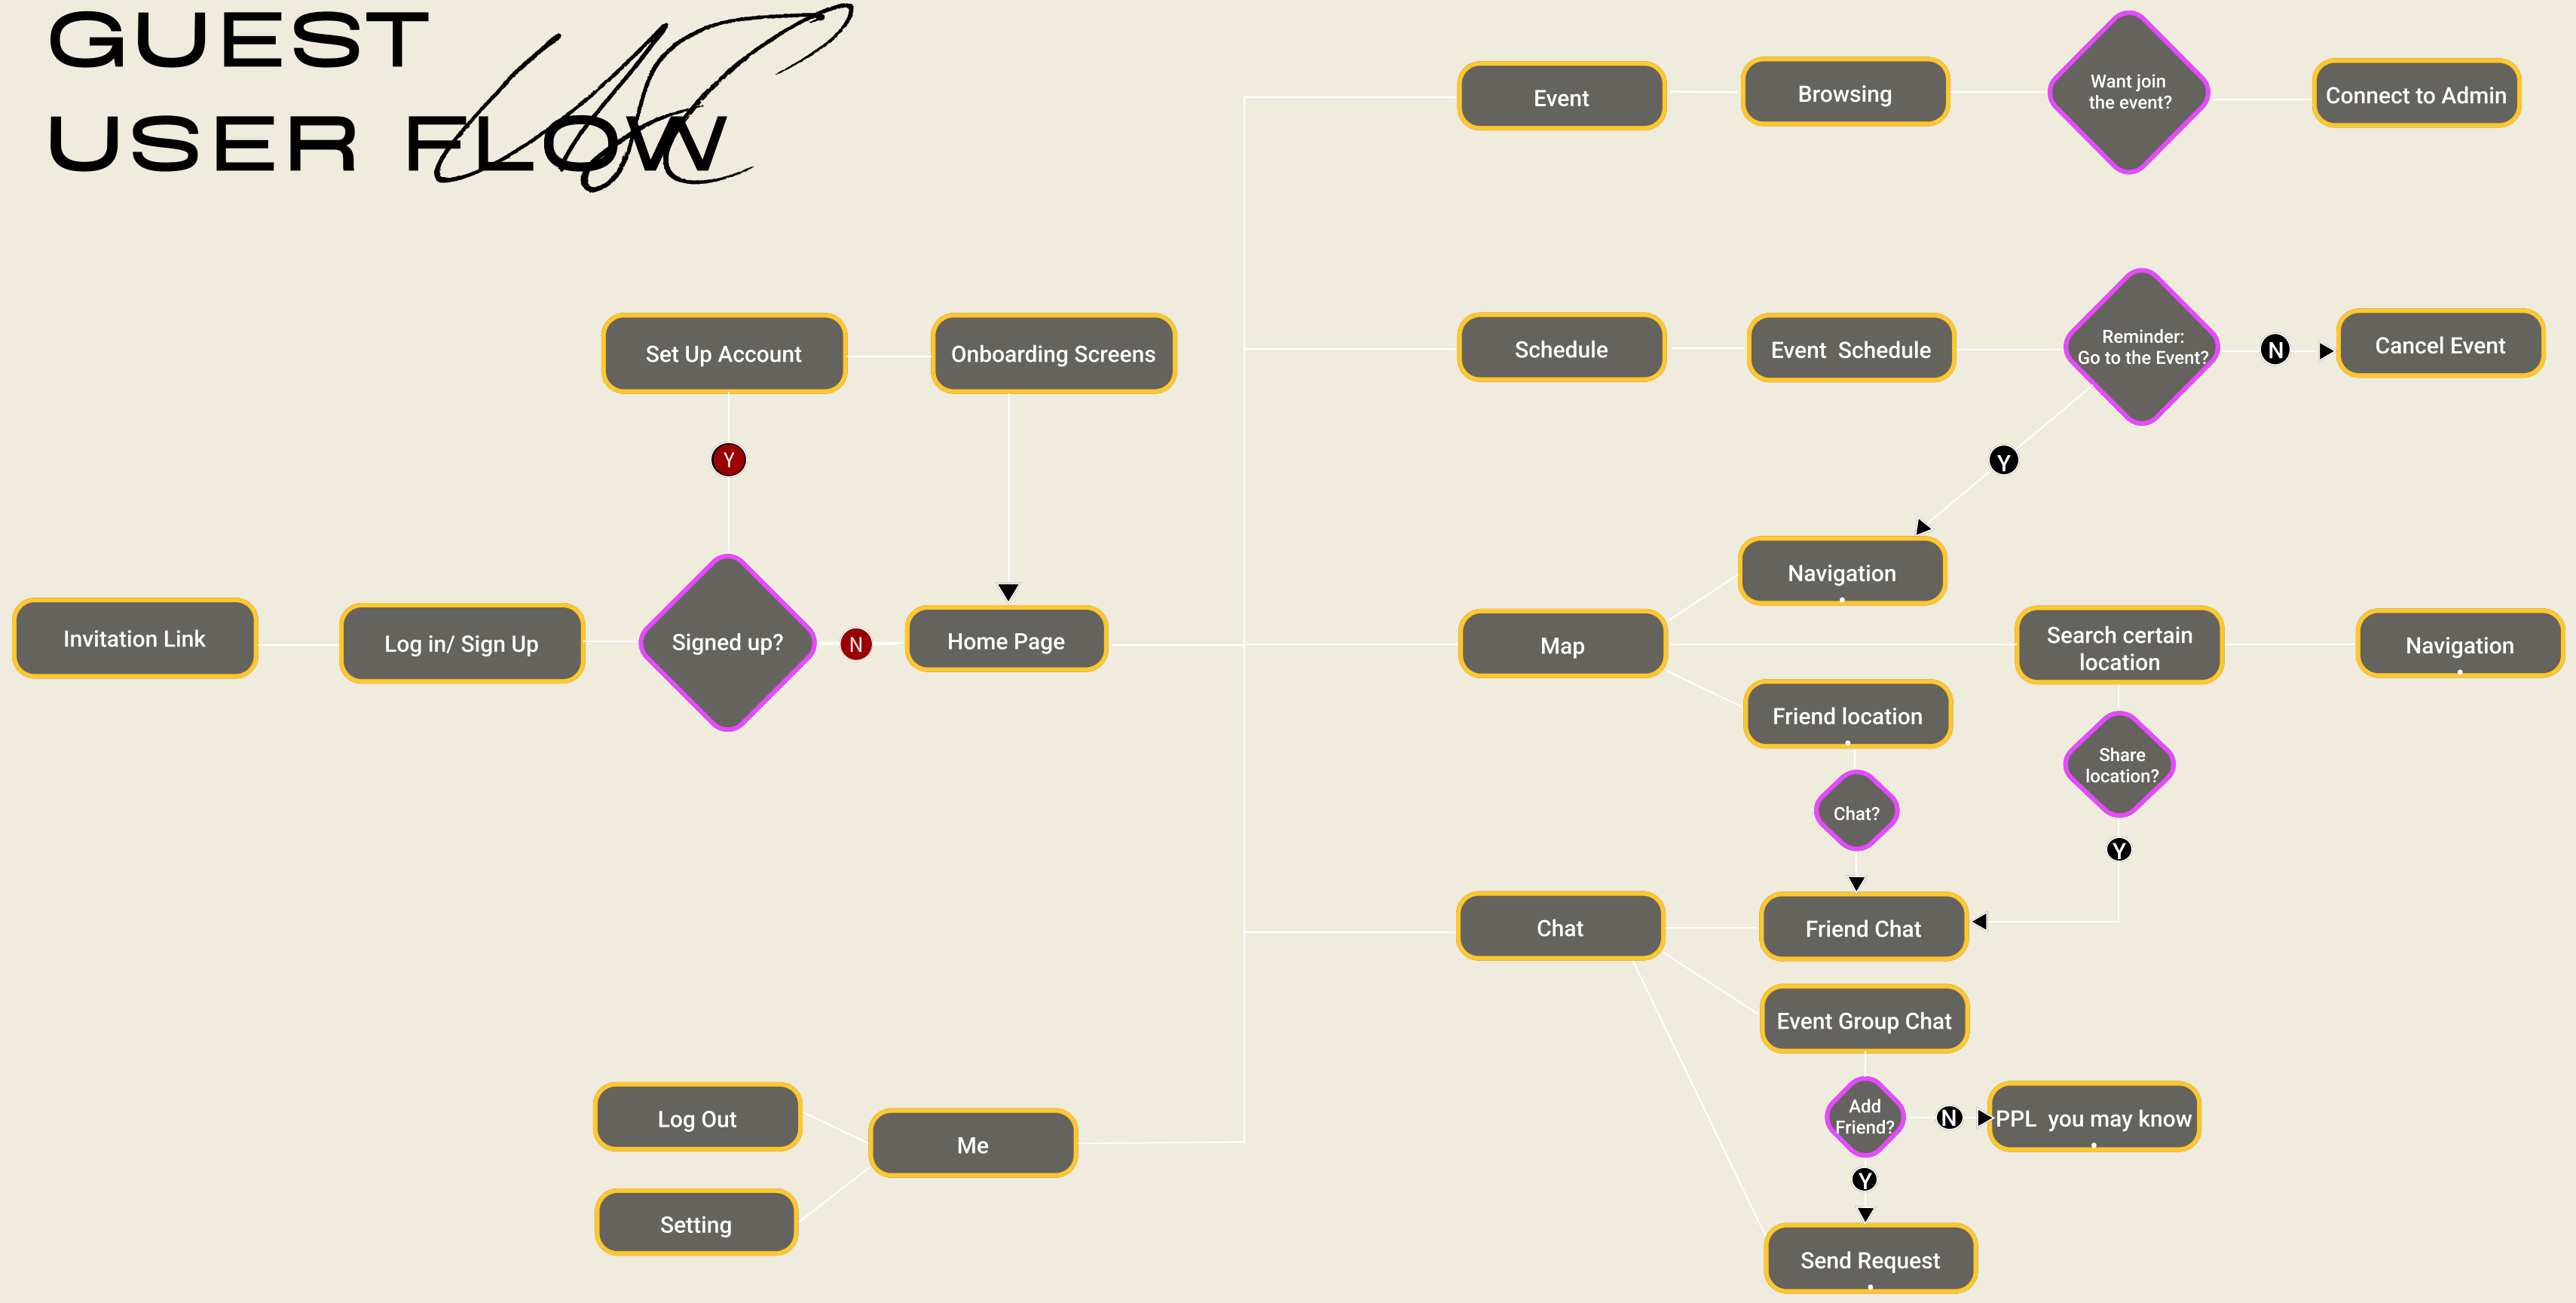 GUEST
USER FLOW
Event
Browsing
Want join
the event?
Connect to Admin
Set Up Account
Onboarding Screens
Schedule
Event Schedule
Reminder:
Go to the Event?
N
Cancel Event
Y
Y
Navigation
Invitation Link
Log in/ Sign Up
Signed up?
N
Home Page
Map
Search certain
location
Navigation
Friend location
Share
location?
Chat?
Y
Chat
Friend Chat
Event Group Chat
Log Out
Me
Add
Friend?
N
PPL you may know
Y
Setting
Send Request